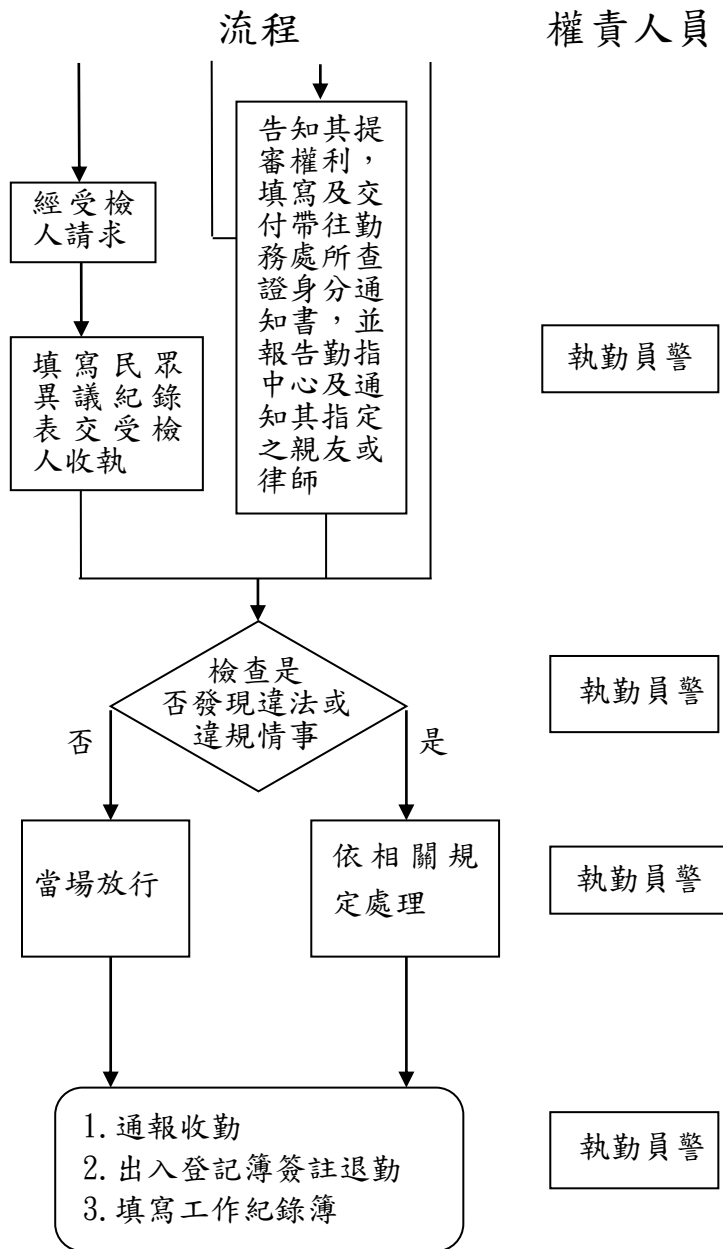 流程
權責人員
經受檢
人請求
填寫民眾
異議紀錄
表交受檢
人收執
告知其提
審權利，
填寫及交
付帶往勤
務處所查
證身分通
知書，並
報告勤指
中心及通
知其指定
之親友或
律師
執勤員警
檢查是
否發現違法或
違規情事
執勤員警
否
是
當場放行
依相關規
定處理
執勤員警
1.通報收勤
2.出入登記簿簽註退勤
3.填寫工作紀錄簿
執勤員警